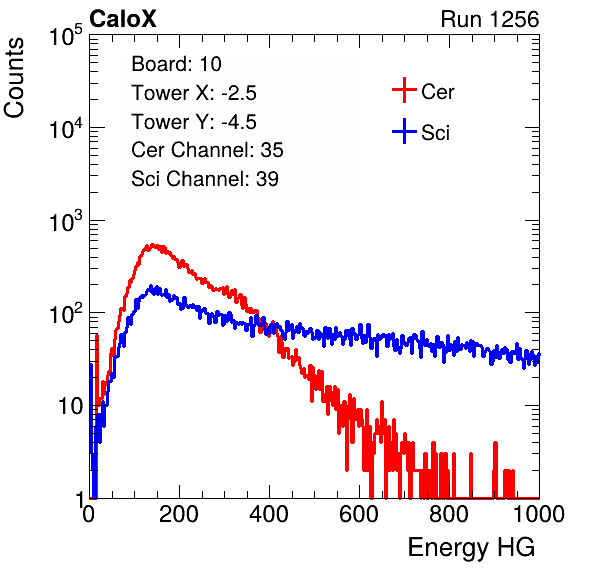 CaloX Run 1256
Counts
10^5
10^4
10^3
10^2
10
1
Board: 10
Tower X: -2.5
Tower Y: -4.5
Cer Channel: 35
Sci Channel: 39
Cer
Sci
0 200 400 600 800 1000
Energy HG